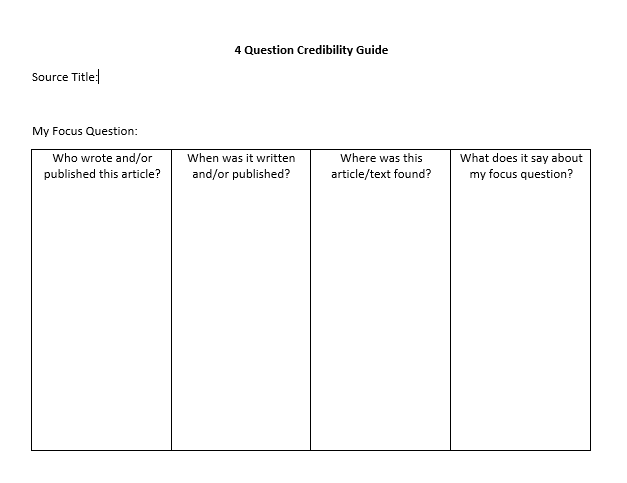 4 Question Credibility Guide
Source Title:
My Focus Question:
Who wrote and/or
published this article?
When was it written
and/or published?
Where was this
article/text found?
What does it say about
my focus question?